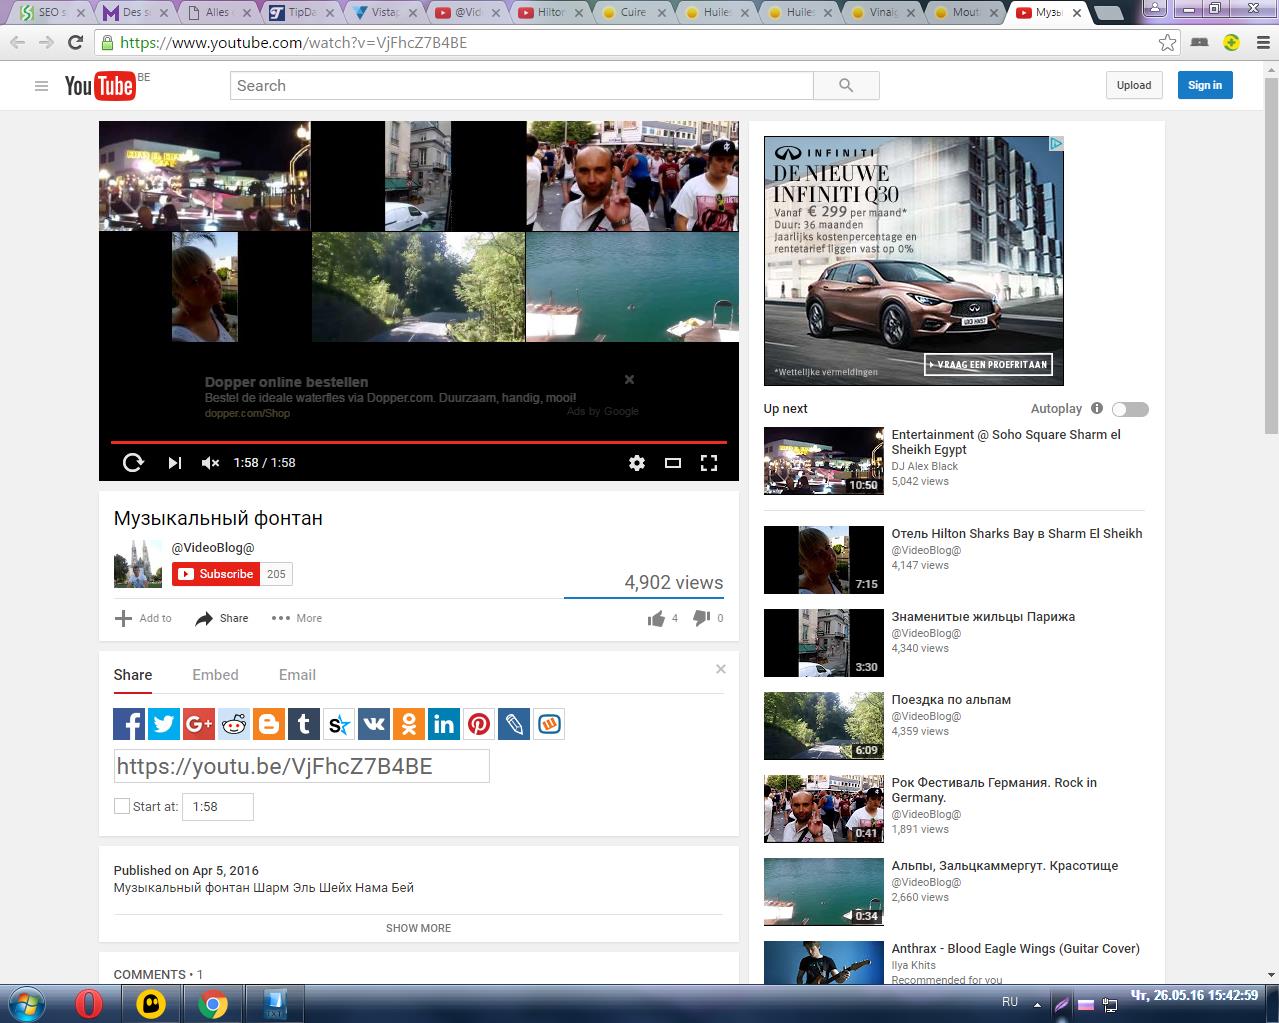 SEO s
Des s
Alles
TipDa
Vistap
@Vide
Hilton
Cuire
Huiles
Huiles
Vinaig
Mouta
Музы
https://www.youtube.com/watch?v=VjFhcZ7B4BE
YouTube BE
Search
Upload
Sign in
Dopper online bestellen
Bestel de ideale waterfles via Dopper.com. Duurzaam, handig, mooi!
dopper.com/Shop
Ads by Google
1:58 / 1:58
Музыкальный фонтан
@VideoBlog@
Subscribe 205
4,902 views
Add to Share More 4 0
Share Embed Email
https://youtu.be/VjFhcZ7B4BE
Start at: 1:58
Published on Apr 5, 2016
Музыкальный фонтан Шарм Эль Шейх Нама Бей
SHOW MORE
COMMENTS • 1
INFINITI
DE NIEUWE
INFINITI Q30
Vanaf € 299 per maand*
Duur: 36 maanden
Jaarlijks kostenpercentage en
rentetarief liggen vast op 0%
*Wettelijke vermeldingen
VRAAG EEN PROEFRIT AAN
Up next
Autoplay
10:50
Entertainment @ Soho Square Sharm el
Sheikh Egypt
DJ Alex Black
5,042 views
7:15
Отель Hilton Sharks Bay в Sharm El Sheikh
@VideoBlog@
4,147 views
3:30
Знаменитые жильцы Парижа
@VideoBlog@
4,340 views
6:09
Поездка по альпам
@VideoBlog@
4,359 views
0:41
Рок Фестиваль Германия. Rock in
Germany.
@VideoBlog@
1,891 views
0:34
Альпы, Зальцкаммергут. Красотище
@VideoBlog@
2,660 views
Anthrax - Blood Eagle Wings (Guitar Cover)
Ilya Khits
Recommended for you
TXT
RU
Чт, 26.05.16 15:42:59